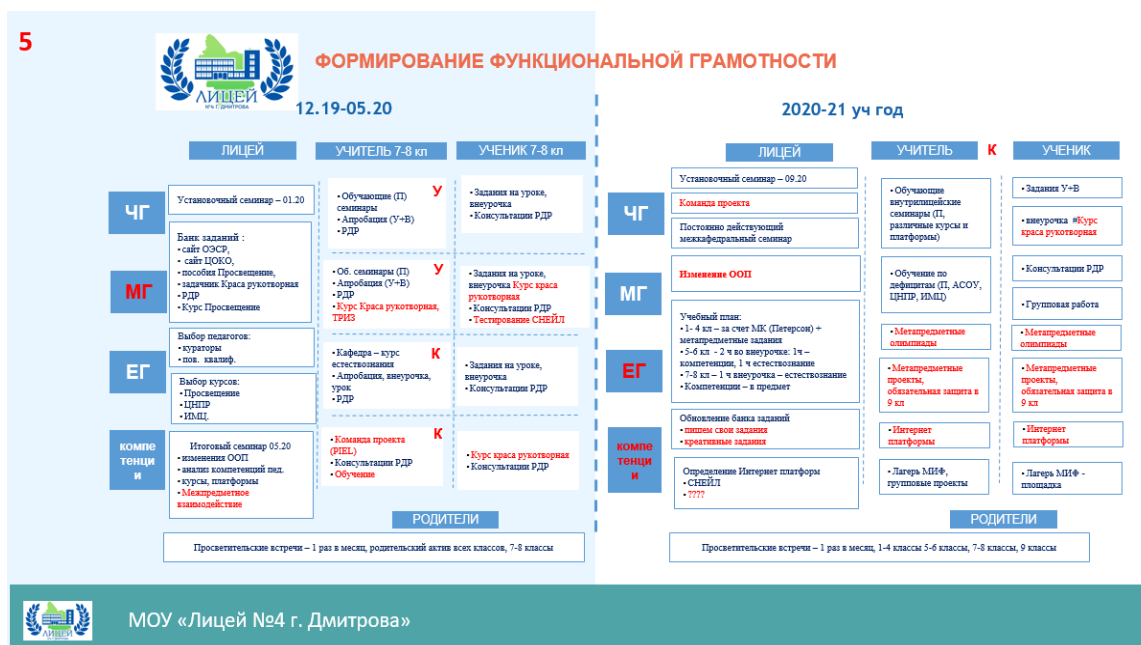 5
ФОРМИРОВАНИЕ ФУНКЦИОНАЛЬНОЙ ГРАМОТНОСТИ
ЛИЦЕЙ
№4 Г. ДМИТРОВА
12.19-05.20
ЛИЦЕЙ
УЧИТЕЛЬ 7-8 кл
УЧЕНИК 7-8 кл
ЧГ
Установочный семинар – 01.20
• Обучающие (П)
семинары
• Апробация (У+В)
• РДР
У
• Задания на уроке,
внеурочка
• Консультации РДР
МГ
Банк заданий :
• сайт ОЭСР,
• сайт ЦОКО,
• пособия Просвещение,
• задачник Краса рукотворная
• РДР
• Курс Просвещение
• Об. семинары (П)
• Апробация (У+В)
• РДР
• Курс Краса рукотворная,
ТРИЗ
У
• Задания на уроке,
внеурочка Курс краса
рукотворная
• Консультации РДР
• Тестирование СНЕЙЛ
ЕГ
Выбор педагогов:
• кураторы
• пов. квалиф.
Выбор курсов:
• Просвещение
• ЦНПР
• ИМЦ.
• Кафедра – курс
естествознания
• Апробация, внеурочка,
урок
• РДР
К
• Задания на уроке,
внеурочка
• Консультации РДР
компе
тенци
и
Итоговый семинар 05.20
• изменения ООП
• анализ компетенций пед.
• курсы, платформы
• Межпредметное
взаимодействие
• Команда проекта
(PIEL)
• Консультации РДР
• Обучение
К
• Курс краса рукотворная
• Консультации РДР
РОДИТЕЛИ
Просветительские встречи – 1 раз в месяц, родительский актив всех классов, 7-8 классы
2020-21 уч год
ЛИЦЕЙ
УЧИТЕЛЬ
К
УЧЕНИК
ЧГ
МГ
ЕГ
компе
тенци
и
Установочный семинар – 09.20
Команда проекта
Постоянно действующий
межкафедральный семинар
Изменение ООП
Учебный план:
• 1- 4 кл – за счет МК (Петерсон) +
метапредметные задания
• 5-6 кл - 2 ч во внеурочке: 1ч –
компетенции, 1 ч естествознание
• 7-8 кл – 1 ч внеурочка – естествознание
• Компетенции – в предмет
Обновление банка заданий
• пишем свои задания
• креативные задания
Определение Интернет платформ
• СНЕЙЛ
• ????
• Обучающие
внутрилицейские
семинары (П,
различные курсы и
платформы)
• Обучение по
дефицитам (П, АСОУ,
ЦНПР, ИМЦ)
• Метапредметные
олимпиады
• Метапредметные
проекты,
обязательная защита в
9 кл
• Интернет
платформы
• Лагерь МИФ,
групповые проекты
• Задания У+В
• внеурочка #Курс
краса рукотворная
• Консультации РДР
• Групповая работа
• Метапредметные
олимпиады
• Метапредметные
проекты,
обязательная защита в
9 кл
• Интернет
платформы
• Лагерь МИФ -
площадка
РОДИТЕЛИ
Просветительские встречи – 1 раз в месяц, 1-4 классы 5-6 классы, 7-8 классы, 9 классы
ЛИЦЕЙ
МОУ «Лицей №4 г. Дмитрова»